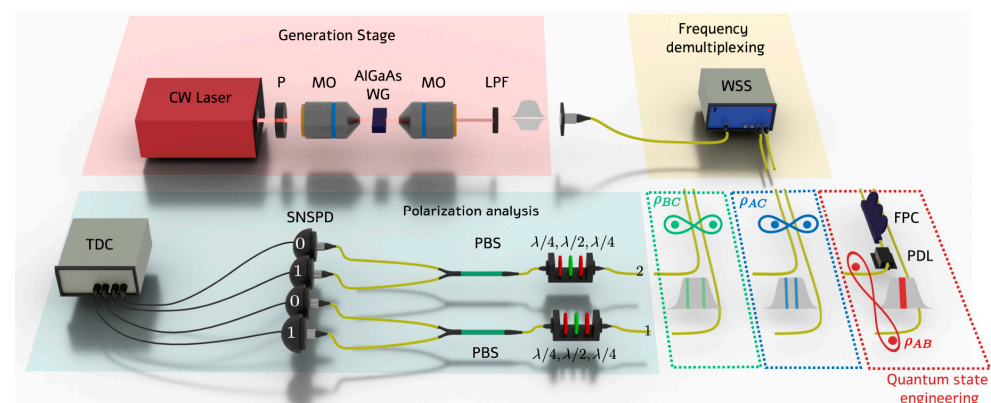 Generation Stage
Frequency
demultiplexing
CW Laser
P
MO
AlGaAs
WG
MO
LPF
WSS
TDC
SNSPD
Polarization analysis
0
1
0
1
PBS
λ/4, λ/2, λ/4
2
PBS
λ/4, λ/2, λ/4
1
ρBC
ρAC
FPC
PDL
ρAB
Quantum state
engineering